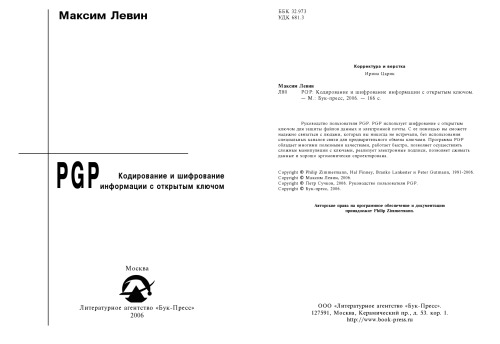 Максим Левин
PGP
Кодирование и шифрование
информации с открытым ключом
Москва
Литературное агентство «Бук-Пресс»
2006
ББК 32.973
УДК 681.3
Корректура и верстка
Ирина Царик
Максим Левин
PGP: Кодирование и шифрование информации с открытым ключом.
— М.: Бук-пресс, 2006. — 166 с.
Руководство пользователя PGP. PGP использует шифрование с открытым
ключом для защиты файлов данных и электронной почты. С ее помощью вы сможете
надежно связаться с людьми, которых вы никогда не встречали, без использования
специальных каналов связи для предварительного обмена ключами. Программа PGP
обладает многими полезными качествами, работает быстро, позволяет осуществлять
сложные манипуляции с ключами, реализует электронные подписи, позволяет сжимать
данные и хорошо эргономически спроектирована.
Copyright © Philip Zimmermann, Hal Finney, Branko Lankester и Peter Gutmann, 1991-2006.
Copyright © Максим Левин, 2006.
Copyright © Петр Сучков, 2006. Руководство пользователя PGP.
Copyright © Бук-пресс, 2006.
Авторские права на программное обеспечение и документацию
принадлежат Philip Zimmermann.
ООО «Литературное агентство «Бук-Пресс».
127591, Москва, Керамический пр., д. 53, кор. 1.
http://www.book-press.ru